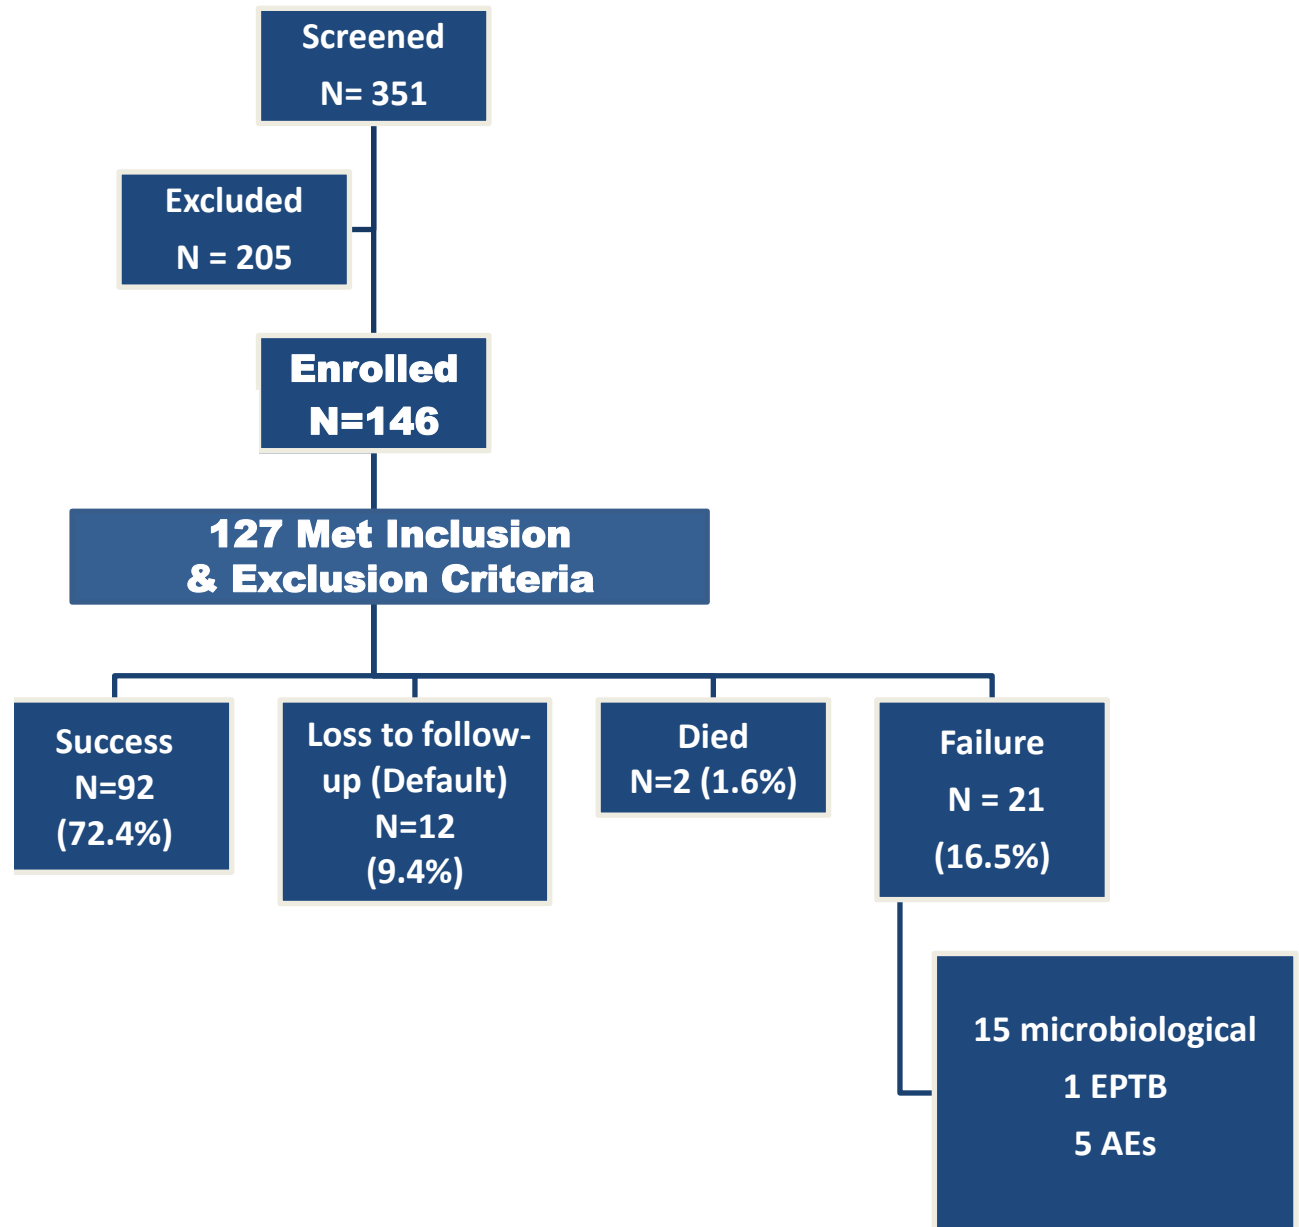 Screened
N= 351
Excluded
N = 205
Enrolled
N=146
127 Met Inclusion
& Exclusion Criteria
Success
N=92
(72.4%)
Loss to follow-
up (Default)
N=12
(9.4%)
Died
N=2 (1.6%)
Failure
N = 21
(16.5%)
15 microbiological
1 EPTB
5 AEs